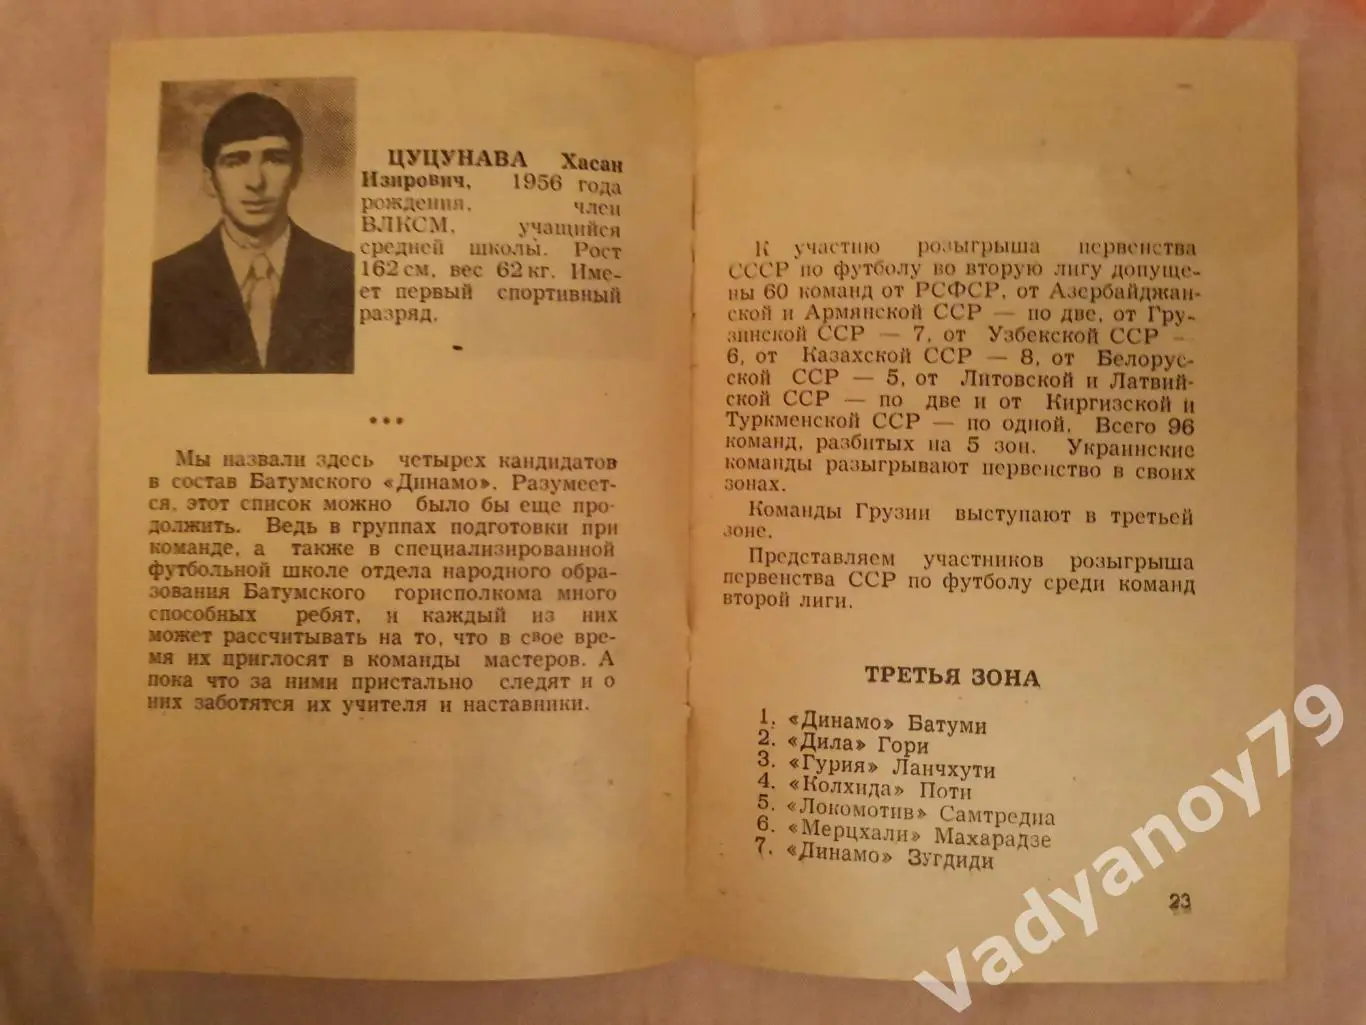 ЦУЦУНАВА Хасан
Изирович, 1956 года
рождения, член
ВЛКСМ, учащийся
средней школы. Рост
162 см, вес 62 кг. Име-
ет первый спортивный
разряд.
***
Мы назвали здесь четырех кандидатов
в состав Батумского «Динамо». Разумеет-
ся, этот список можно было бы еще про-
должить. Ведь в группах подготовки при
команде, а также в специализированной
футбольной школе отдела народного обра-
зования Батумского горисполкома много
способных ребят, и каждый из них
может рассчитывать на то, что в свое вре-
мя их приглосят в команды мастеров. А
пока что за ними пристально следят и о
них заботятся их учителя и наставники.
К участию розыгрыша первенства
СССР по футболу во вторую лигу допуще-
ны 60 команд от РСФСР, от Азербайджан-
ской и Армянской ССР — по две, от Гру-
зинской ССР — 7, от Узбекской ССР -
6, от Казахской ССР — 8, от Белорус-
ской ССР — 5, от Литовской и Латвий-
ской ССР — по две и от Киргизской и
Туркменской ССР — по одной. Всего 96
команд, разбитых на 5 зон. Украинские
команды разыгрывают первенство в своих
зонах.
Команды Грузии выступают в третьей
зоне.
Представляем участников розыгрыша
первенства ССР по футболу среди команд
второй лиги.
ТРЕТЬЯ ЗОНА
1. «Динамо» Батуми
2. «Дила» Гори
3. «Гурия» Ланчхути
4. «Колхида» Поти
5. «Локомотив» Самтредиа
6. «Мерцхали» Махарадзе
7. «Динамо» Зугдиди
23
Vadyanoy79